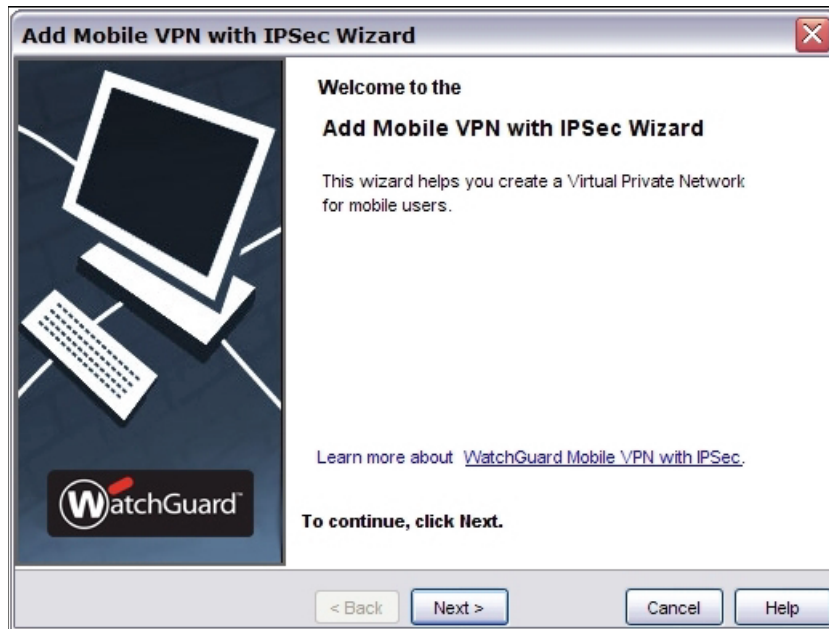 Add Mobile VPN with IPSec Wizard
Welcome to the
Add Mobile VPN with IPSec Wizard
This wizard helps you create a Virtual Private Network
for mobile users.
Learn more about WatchGuard Mobile VPN with IPSec.
WatchGuard™
To continue, click Next.
< Back
Next >
Cancel
Help